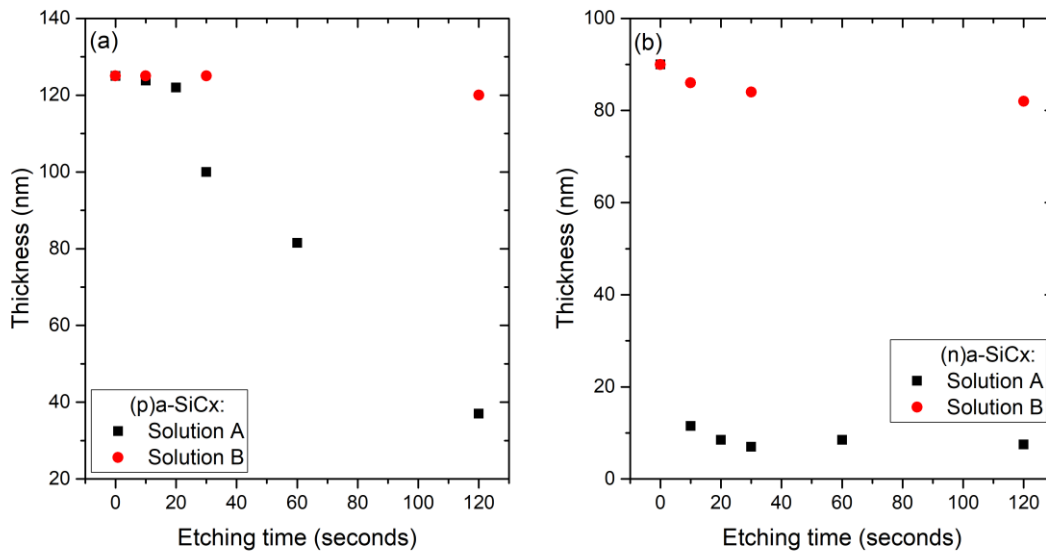 (a)
140
120
100
80
60
40
20
0 20 40 60 80 100 120
Thickness (nm)
Etching time (seconds)
(p)a-SiCx:
Solution A
Solution B
(b)
100
80
60
40
20
0
0 20 40 60 80 100 120
Thickness (nm)
Etching time (seconds)
(n)a-SiCx:
Solution A
Solution B